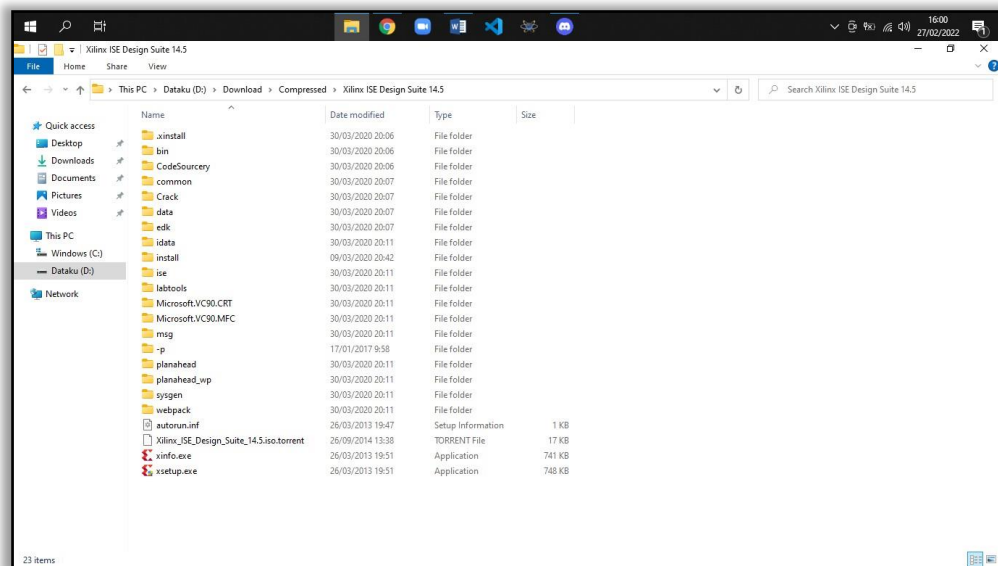 16:00
27/02/2022
Xilinx ISE Design Suite 14.5
File Home Share View
This PC > Dataku (D:) > Download > Compressed > Xilinx ISE Design Suite 14.5
Search Xilinx ISE Design Suite 14.5
Name Date modified Type Size
Quick access
Desktop
Downloads
Documents
Pictures
Videos
This PC
Windows (C:)
Dataku (D:)
Network
.xinstall 30/03/2020 20:06 File folder
bin 30/03/2020 20:06 File folder
CodeSourcery 30/03/2020 20:06 File folder
common 30/03/2020 20:07 File folder
Crack 30/03/2020 20:07 File folder
data 30/03/2020 20:07 File folder
edk 30/03/2020 20:07 File folder
idata 30/03/2020 20:11 File folder
install 09/03/2020 20:42 File folder
ise 30/03/2020 20:11 File folder
labtools 30/03/2020 20:11 File folder
Microsoft.VC90.CRT 30/03/2020 20:11 File folder
Microsoft.VC90.MFC 30/03/2020 20:11 File folder
msg 30/03/2020 20:11 File folder
-p 17/01/2017 9:58 File folder
planahead 30/03/2020 20:11 File folder
planahead_wp 30/03/2020 20:11 File folder
sysgen 30/03/2020 20:11 File folder
webpack 30/03/2020 20:11 File folder
autorun.inf 26/03/2013 19:47 Setup Information 1 KB
Xilinx_ISE_Design_Suite_14.5.iso.torrent 26/09/2014 13:38 TORRENT File 17 KB
xinfo.exe 26/03/2013 19:51 Application 741 KB
xsetup.exe 26/03/2013 19:51 Application 748 KB
23 items